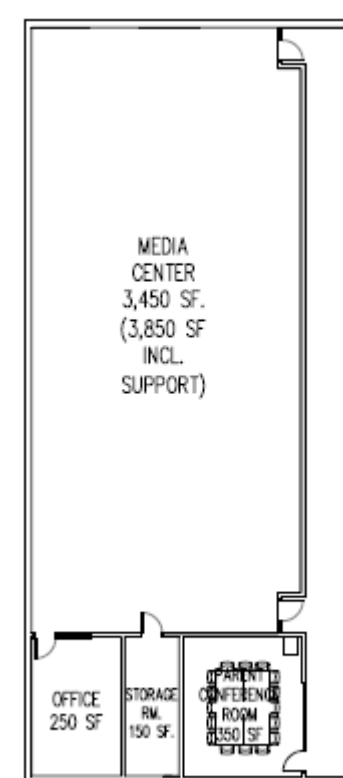 MEDIA
CENTER
3,450 SF.
(3,850 SF
INCL.
SUPPORT)
OFFICE
250 SF
STORAGE
RM.
150 SF.
PARENT
CONFERENCE
ROOM
350 SF